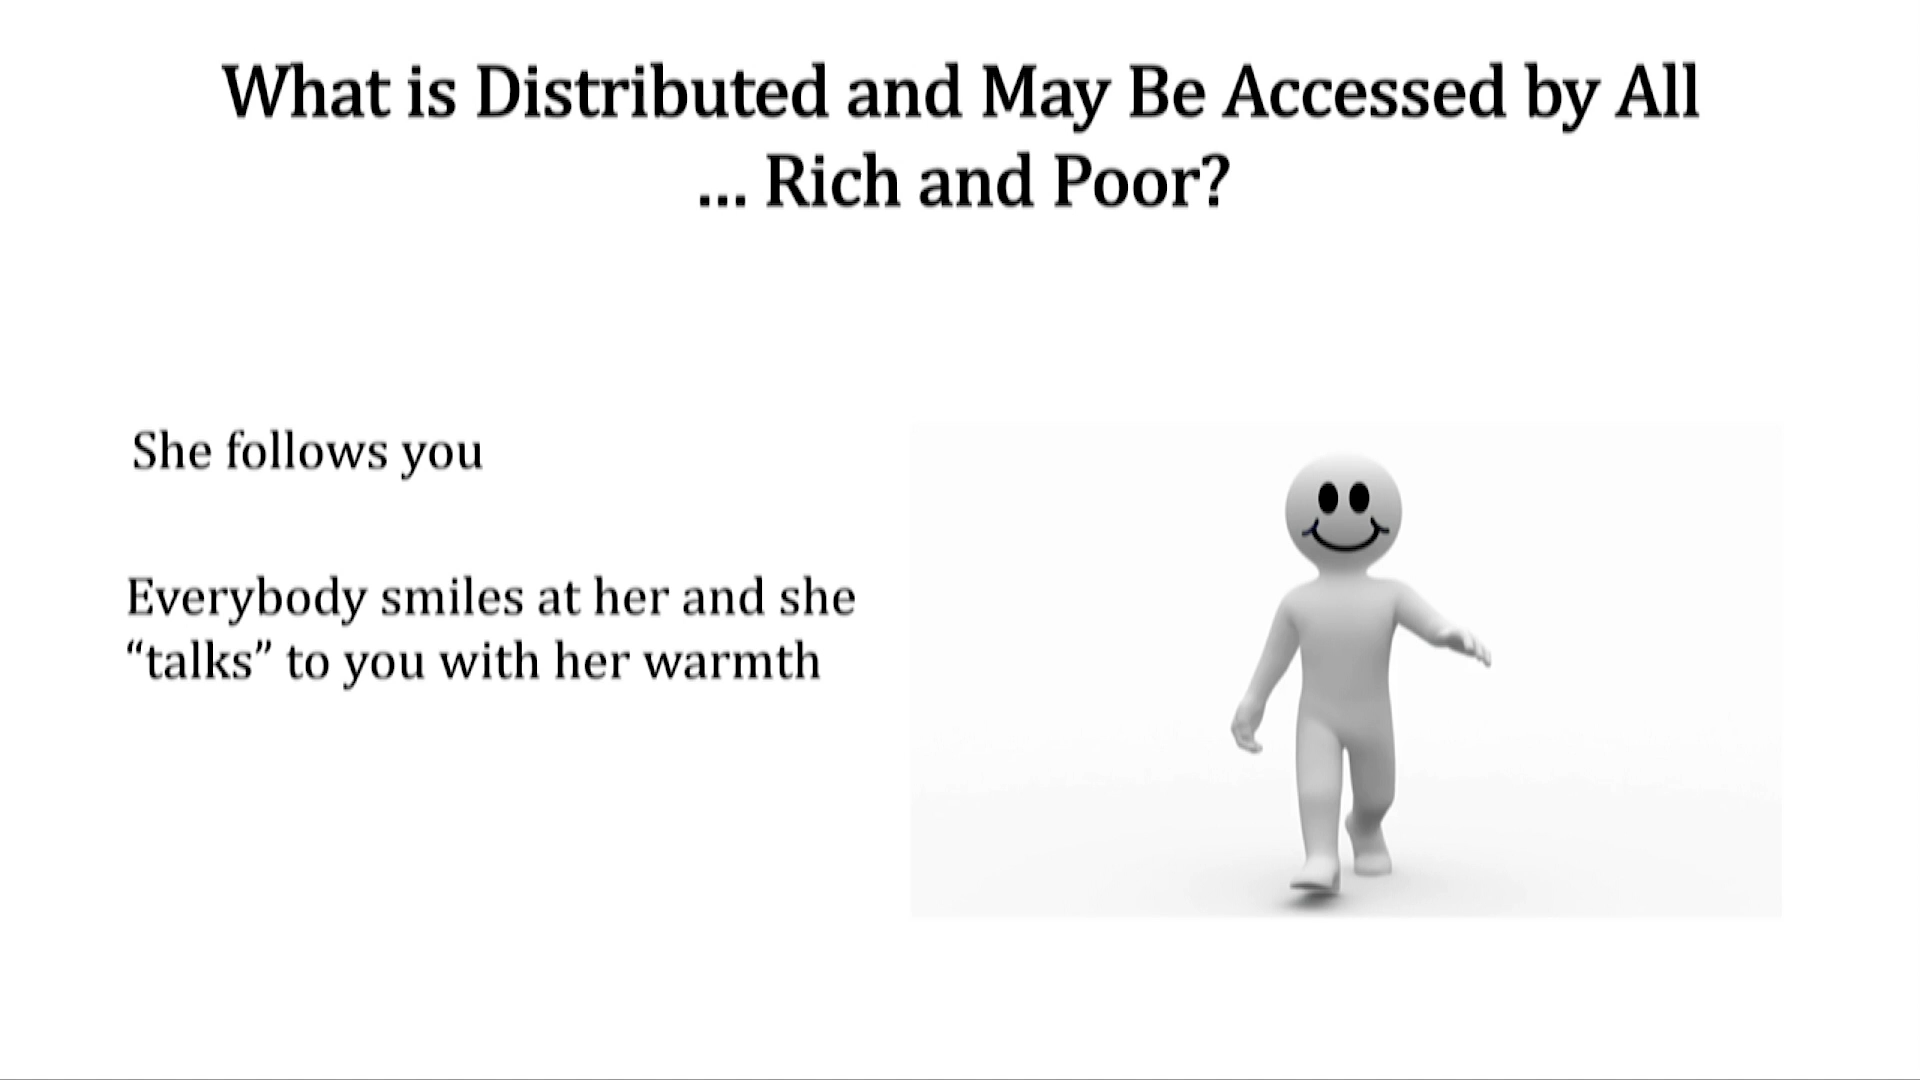 What is Distributed and May Be Accessed by All
... Rich and Poor?
She follows you
Everybody smiles at her and she
“talks” to you with her warmth